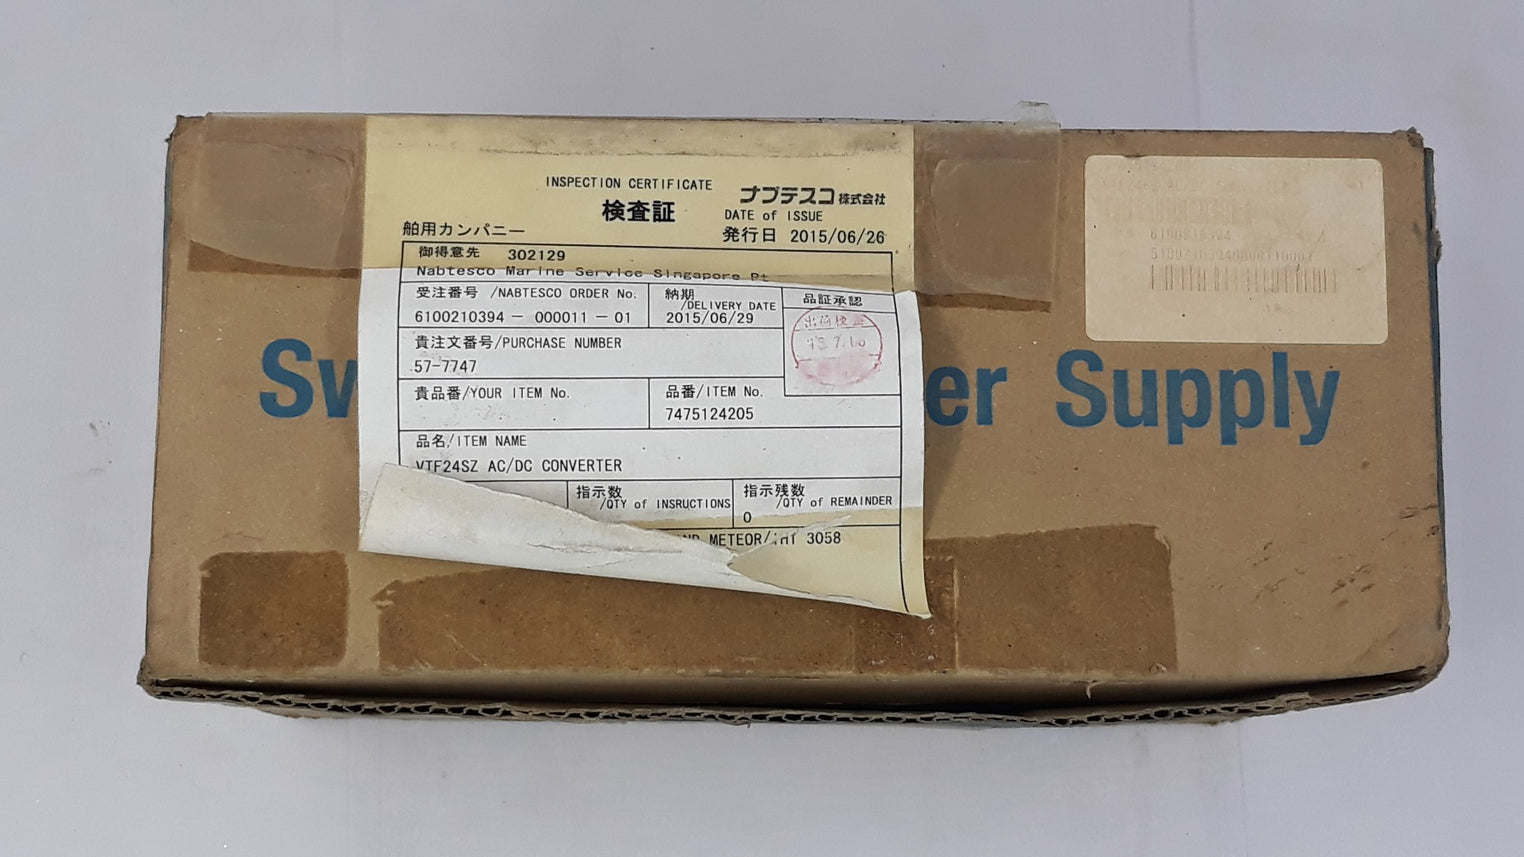 INSPECTION CERTIFICATE
検査証
ナブテスコ株式会社
DATE of ISSUE
発行日 2015/06/26
舶用カンパニー
御得意先 302129
Nabtesco Marine Service Singapore Pt
受注番号 /NABTESCO ORDER No.
6100210394 - 000011 - 01
納期
/DELIVERY DATE
2015/06/29
品証承認
出荷検
貴注文番号/PURCHASE NUMBER
57-7747
貴品番/YOUR ITEM No.
品番/ITEM No.
7475124205
品名/ITEM NAME
VTF24SZ AC/DC CONVERTER
指示数
/QTY of INSRUCTIONS
指示残数
/QTY of REMAINDER
0
METEOR/ 3058
Sw er Supply
6100210394